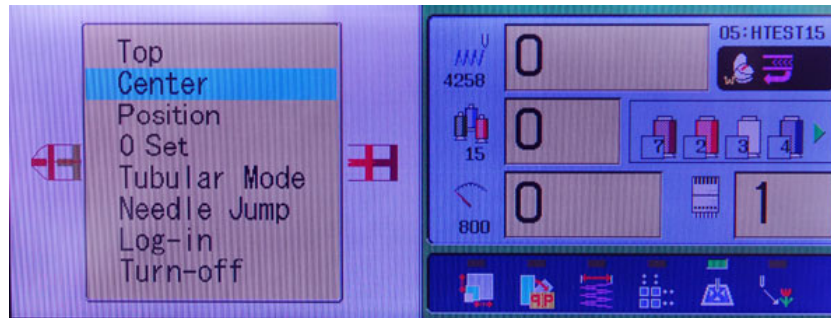 Top
Center
Position
0 Set
Tubular Mode
Needle Jump
Log-in
Turn-off
05:HTEST15
U
0
4258
W
0
15
7
2
3
4
0
800
1